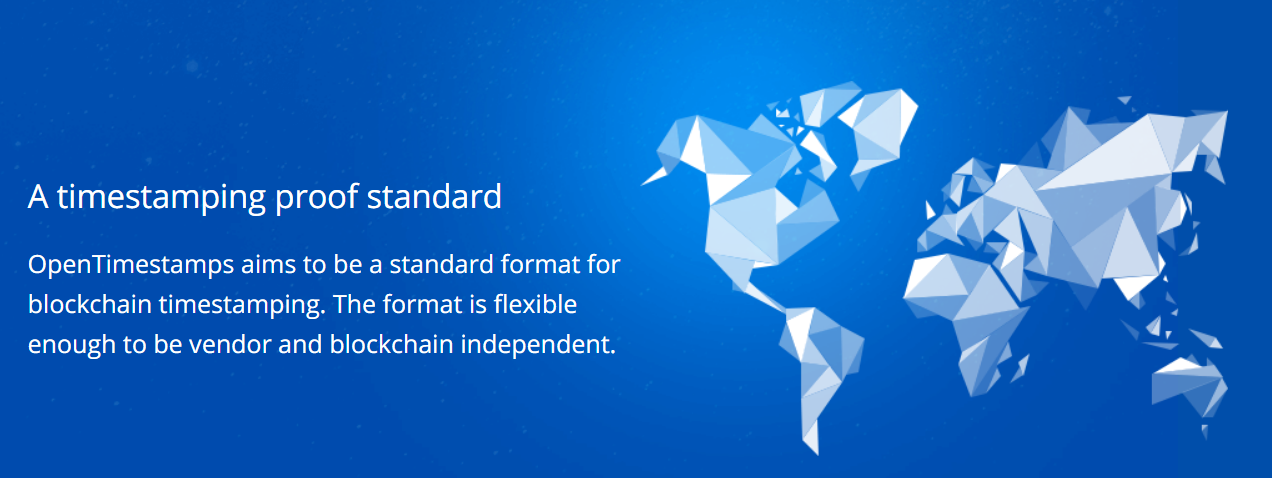 A timestamping proof standard
OpenTimestamps aims to be a standard format for
blockchain timestamping. The format is flexible
enough to be vendor and blockchain independent.